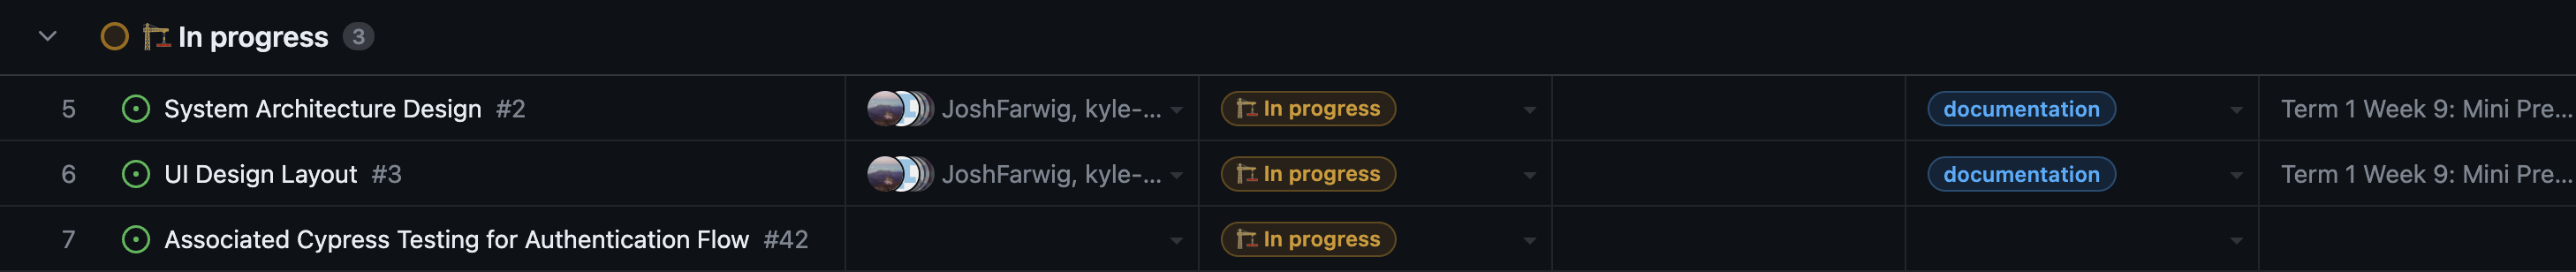 In progress 3
5 System Architecture Design #2 JoshFarwig, kyle-... In progress documentation Term 1 Week 9: Mini Pre...
6 UI Design Layout #3 JoshFarwig, kyle-... In progress documentation Term 1 Week 9: Mini Pre...
7 Associated Cypress Testing for Authentication Flow #42 In progress